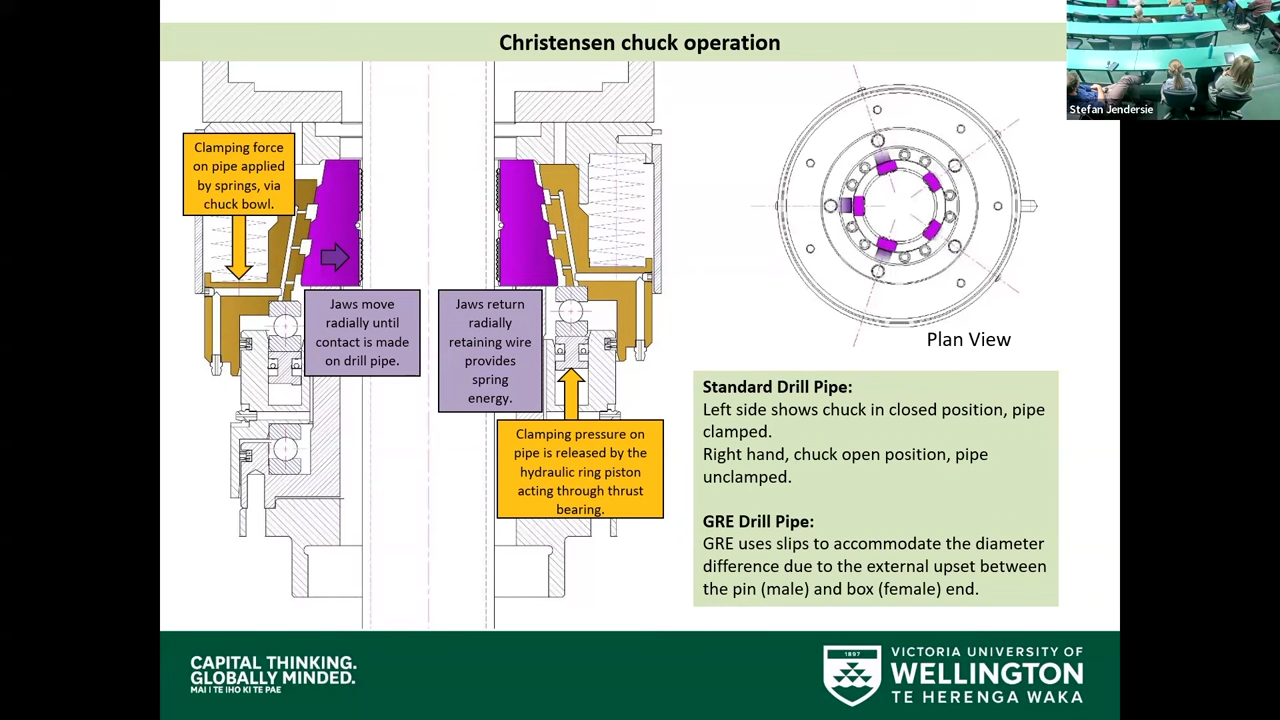 Christensen chuck operation
Stefan Jendersie
Clamping force
on pipe applied
by springs, via
chuck bowl.
Jaws move
radially until
contact is made
on drill pipe.
Jaws return
radially
retaining wire
provides
spring
energy.
Clamping pressure on
pipe is released by the
hydraulic ring piston
acting through thrust
bearing.
Plan View
Standard Drill Pipe:
Left side shows chuck in closed position, pipe
clamped.
Right hand, chuck open position, pipe
unclamped.
GRE Drill Pipe:
GRE uses slips to accommodate the diameter
difference due to the external upset between
the pin (male) and box (female) end.
CAPITAL THINKING.
GLOBALLY MINDED.
MAI I TE IHO KI TE PAE
1897
VICTORIA UNIVERSITY OF
WELLINGTON
TE HERENGA WAKA